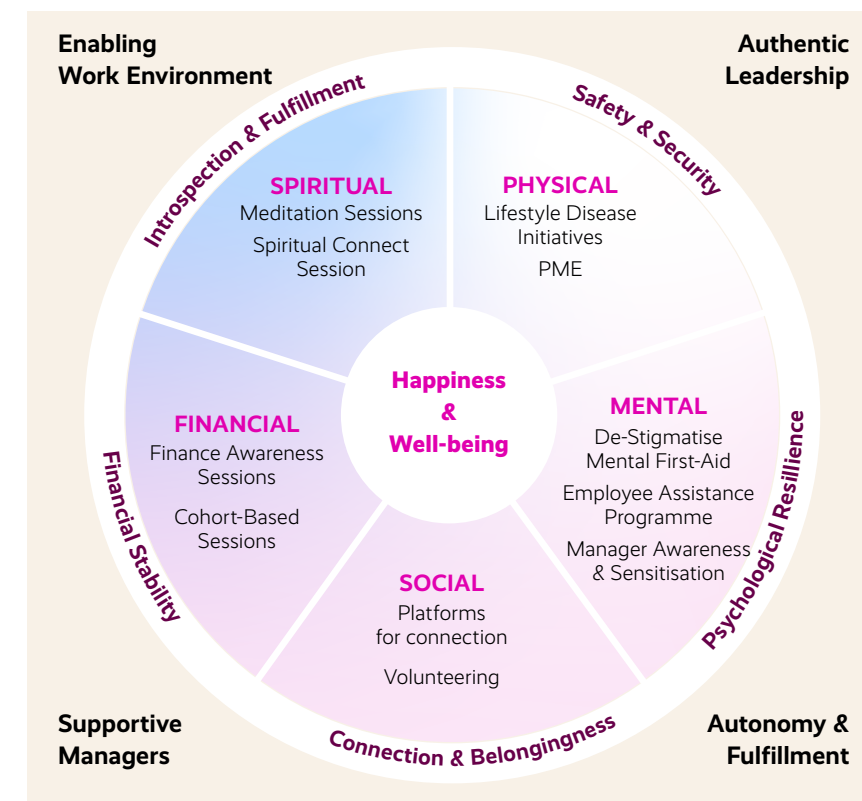 Enabling
Work Environment
Authentic
Leadership
Introspection & Fulfillment
Safety & Security
SPIRITUAL
Meditation Sessions
Spiritual Connect
Session
PHYSICAL
Lifestyle Disease
Initiatives
PME
Happiness
&
Well-being
FINANCIAL
Finance Awareness
Sessions
Cohort-Based
Sessions
Financial Stability
MENTAL
De-Stigmatise
Mental First-Aid
Employee Assistance
Programme
Manager Awareness
& Sensitisation
Psychological Resillience
SOCIAL
Platforms
for connection
Volunteering
Connection & Belongingness
Supportive
Managers
Autonomy &
Fulfillment